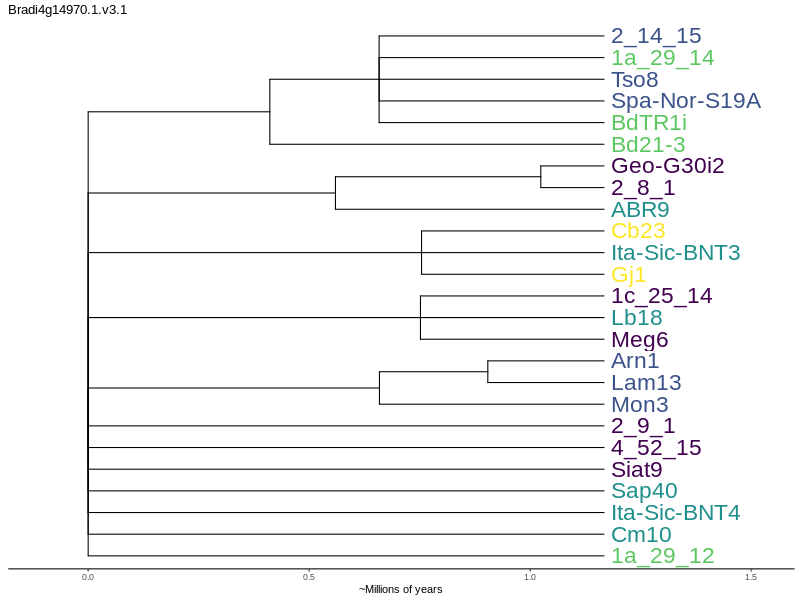 Bradi4g14970.1.v3.1
2_14_15
1a_29_14
Tso8
Spa-Nor-S19A
BdTR1i
Bd21-3
Geo-G30i2
2_8_1
ABR9
Cb23
Ita-Sic-BNT3
Gj1
1c_25_14
Lb18
Meg6
Arn1
Lam13
Mon3
2_9_1
4_52_15
Siat9
Sap40
Ita-Sic-BNT4
Cm10
1a_29_12
0.0 0.5 1.0 1.5
~Millions of years